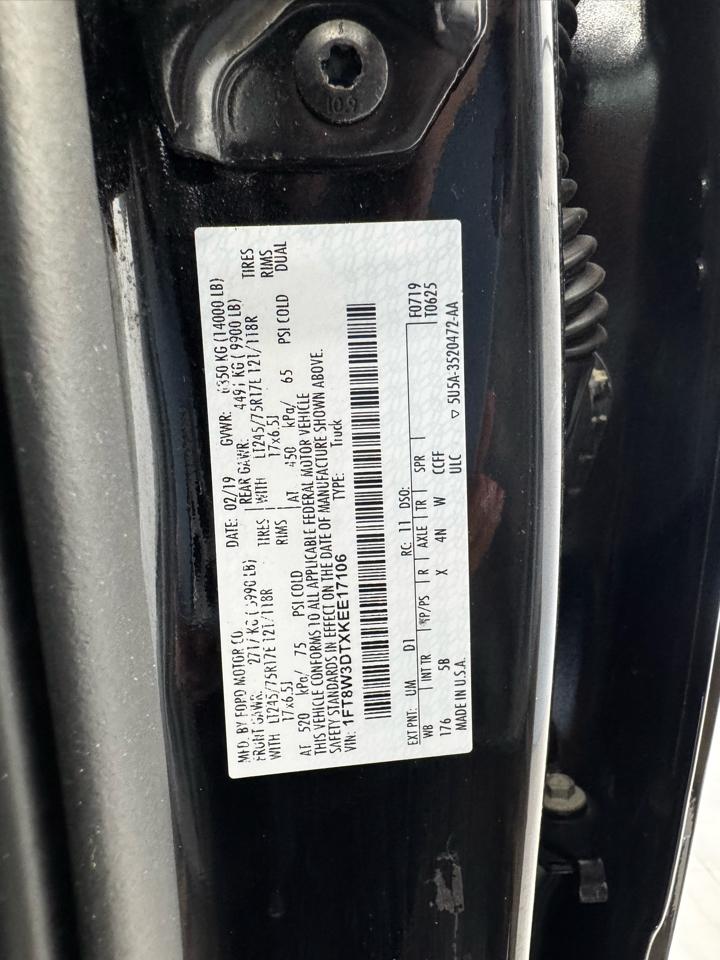 10.9
MFD. BY FORD MOTOR CO. DATE: 02/19 GVWR: 6350 KG (14000 LB)
FRONT GAWR: 2717 KG (5990 LB) REAR GAWR: 4491 KG (9900 LB)
WITH LT245/75R17E 121/118R TIRES WITH LT245/75R17E 121/118R TIRES
17x6.5J RIMS 17x6.5J RIMS
AT 520 kPa/ 75 PSI COLD AT 450 kPa/ 65 PSI COLD DUAL
THIS VEHICLE CONFORMS TO ALL APPLICABLE FEDERAL MOTOR VEHICLE
SAFETY STANDARDS IN EFFECT ON THE DATE OF MANUFACTURE SHOWN ABOVE.
VIN: 1FT8W3DTXKEE17106 TYPE: Truck
F0719
T0625
EXT PNT: UM D1 RC: 11 DSO:
WB INT TR TP/PS R AXLE TR SPR
176 5B X 4N W CCFF
ULC
MADE IN U.S.A. ▽ 5U5A-3520472-AA